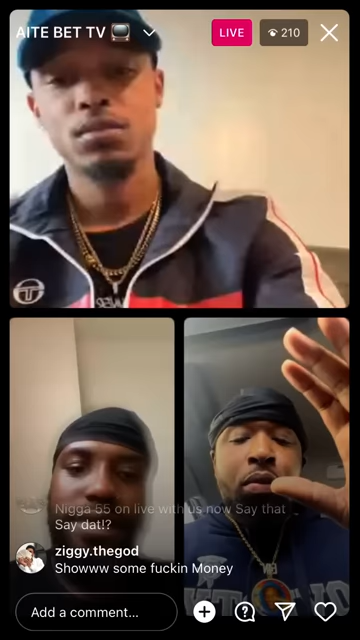 AITE BET TV 📺
LIVE
210
Nigga 55 on live with us now Say that
Say dat!?
ziggy.thegod
Showww some fuckin Money
Add a comment...